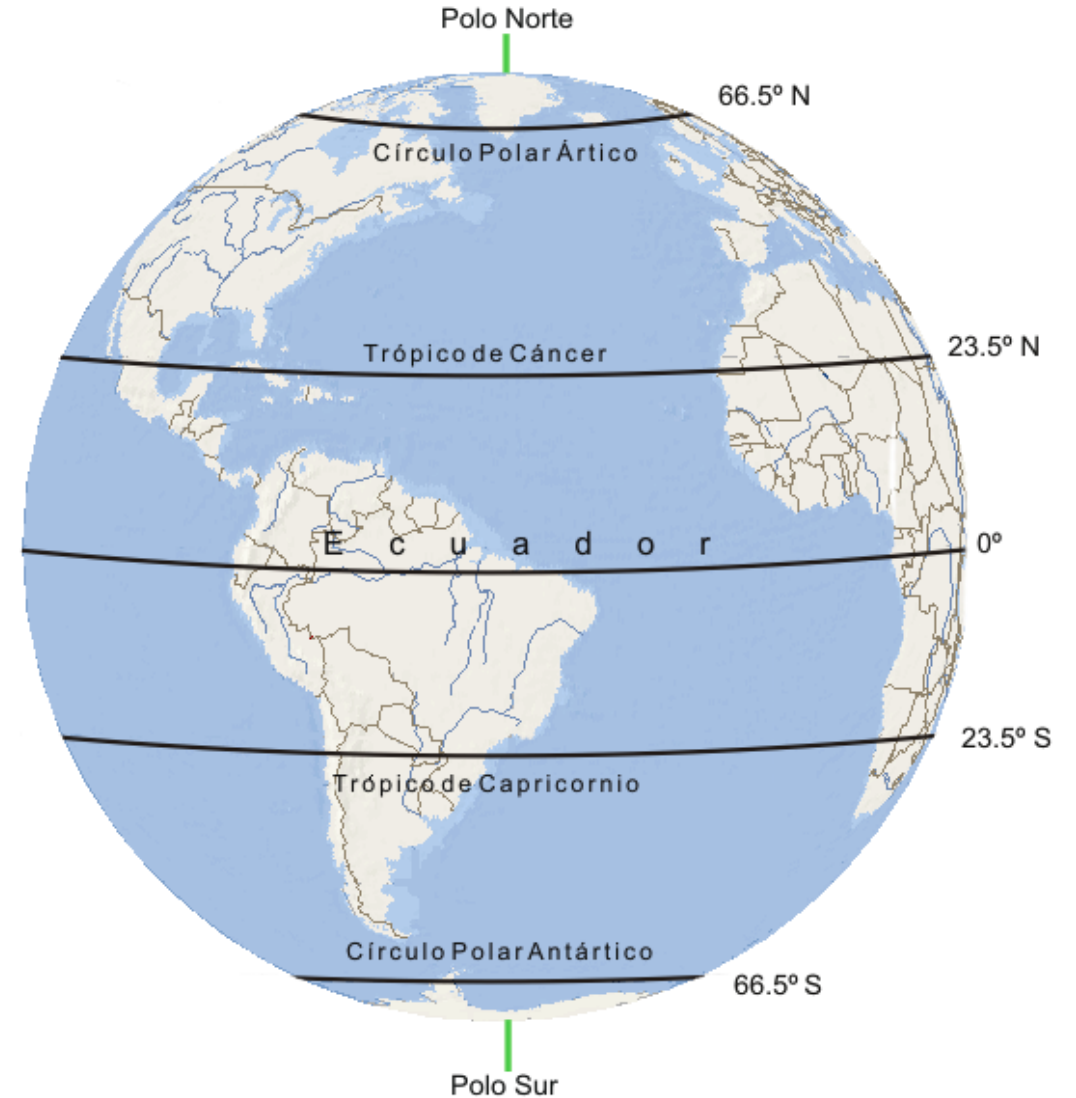 Polo Norte
66.5º N
Círculo Polar Ártico
Trópico de Cáncer
23.5º N
Ecuador
0º
23.5º S
Trópico de Capricornio
Círculo Polar Antártico
66.5º S
Polo Sur